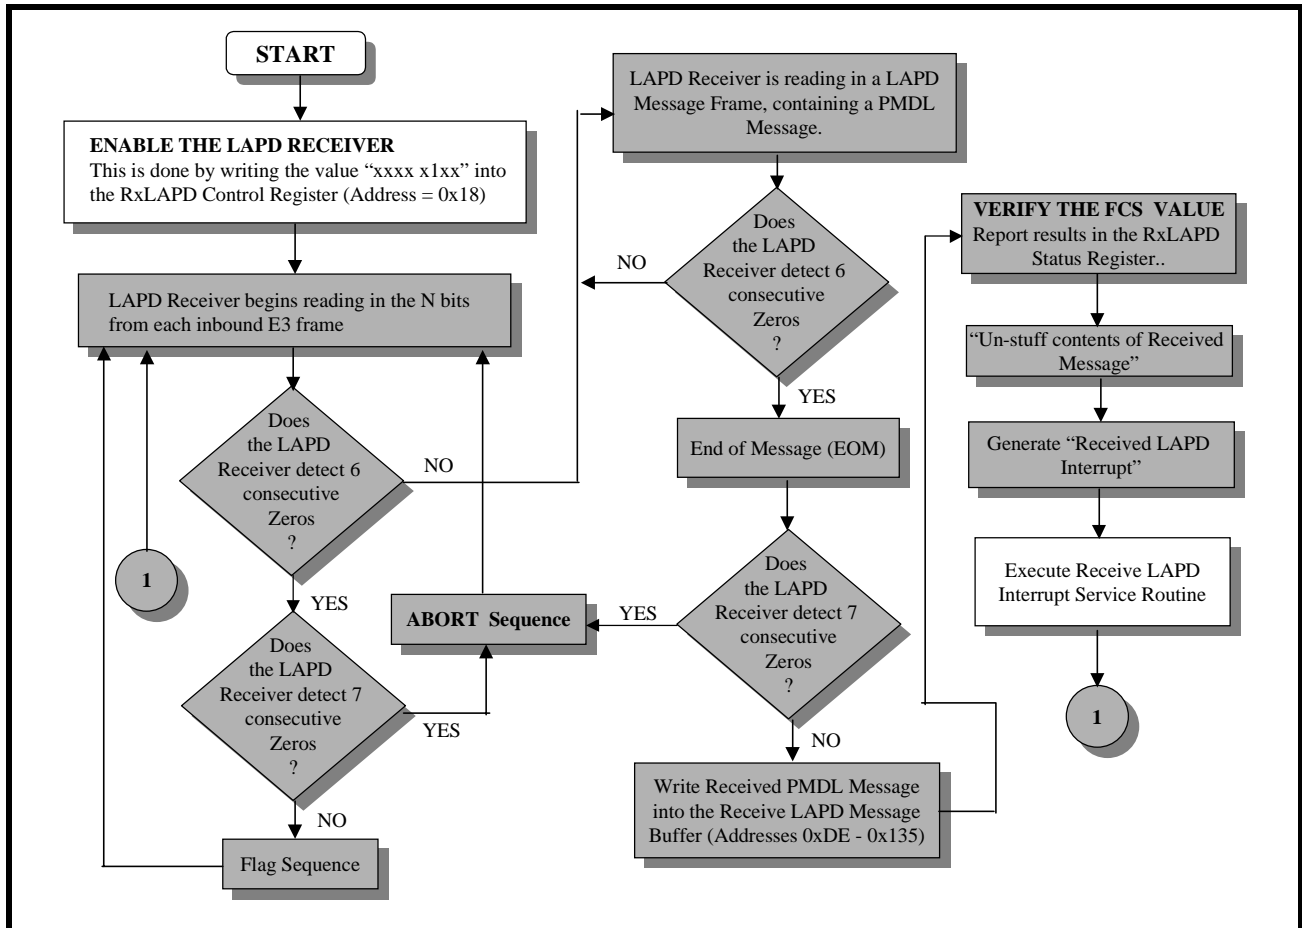 START
ENABLE THE LAPD RECEIVER
This is done by writing the value “xxxx x1xx” into
the RxLAPD Control Register (Address = 0x18)
LAPD Receiver begins reading in the N bits
from each inbound E3 frame
Does
the LAPD
Receiver detect 6
consecutive
Zeros
?
NO
YES
1
Does
the LAPD
Receiver detect 7
consecutive
Zeros
?
YES
NO
Flag Sequence
ABORT Sequence
LAPD Receiver is reading in a LAPD
Message Frame, containing a PMDL
Message.
Does
the LAPD
Receiver detect 6
consecutive
Zeros
?
NO
YES
End of Message (EOM)
Does
the LAPD
Receiver detect 7
consecutive
Zeros
?
YES
NO
Write Received PMDL Message
into the Receive LAPD Message
Buffer (Addresses 0xDE - 0x135)
VERIFY THE FCS VALUE
Report results in the RxLAPD
Status Register..
“Un-stuff contents of Received
Message”
Generate “Received LAPD
Interrupt”
Execute Receive LAPD
Interrupt Service Routine
1